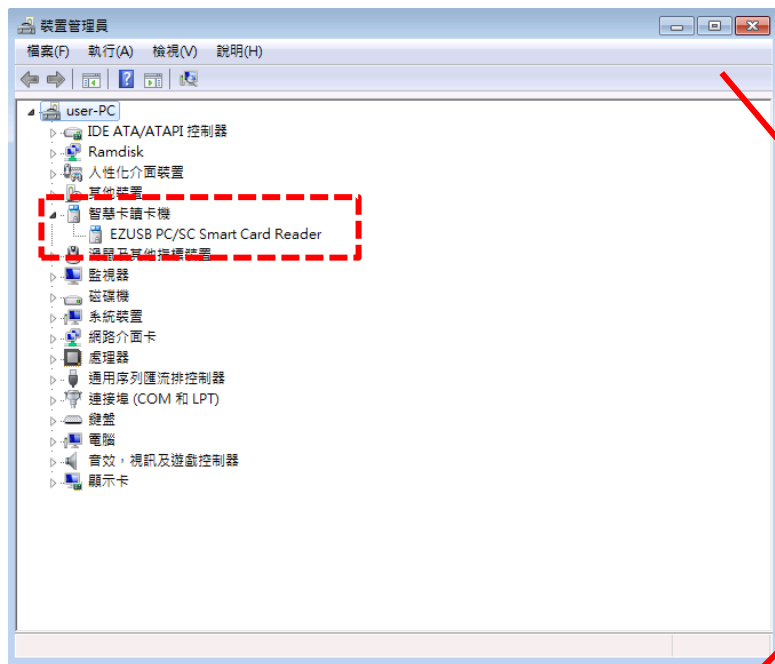 裝置管理員
檔案(F) 執行(A) 檢視(V) 說明(H)
user-PC
IDE ATA/ATAPI 控制器
Ramdisk
人性化介面裝置
其他裝置
智慧卡讀卡機
EZUSB PC/SC Smart Card Reader
滑鼠及其他指標裝置
監視器
磁碟機
系統裝置
網路介面卡
處理器
通用序列匯流排控制器
連接埠 (COM 和 LPT)
鍵盤
電腦
音效，視訊及遊戲控制器
顯示卡